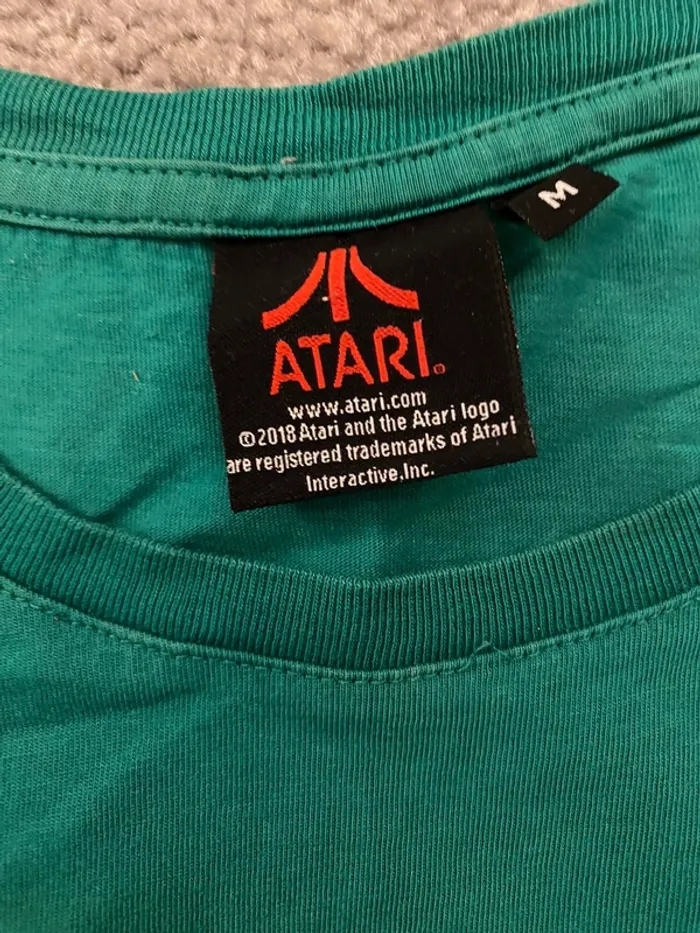 M
ATARI®
www.atari.com
©2018 Atari and the Atari logo
are registered trademarks of Atari
Interactive,Inc.